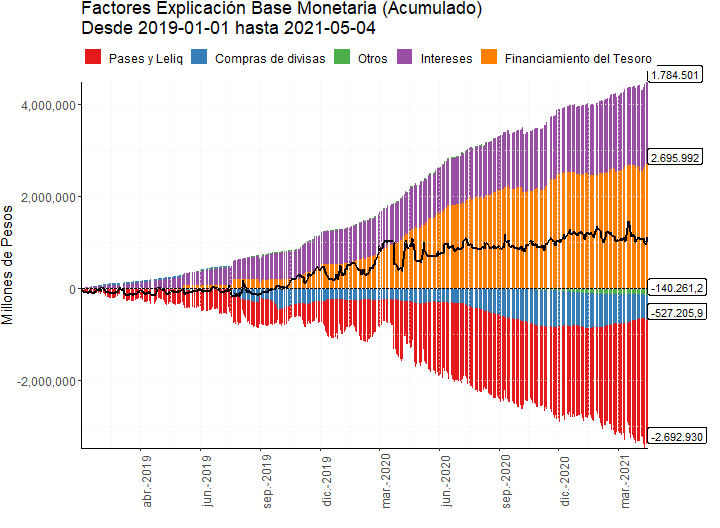 Factores Explicación Base Monetaria (Acumulado)
Desde 2019-01-01 hasta 2021-05-04
Pases y Leliq Compras de divisas Otros Intereses Financiamiento del Tesoro
Millones de Pesos
4,000,000
2,000,000
0
-2,000,000
1.784.501
2.695.992
-140.261,2
-527.205,9
-2.692.930
abr.-2019
jun.-2019
sep.-2019
dic.-2019
mar.-2020
jun.-2020
sep.-2020
dic.-2020
mar.-2021